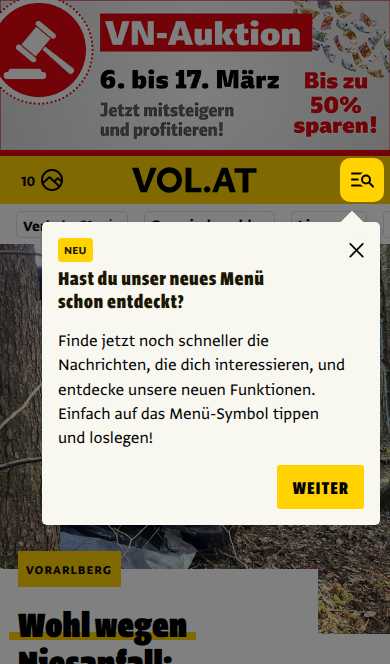 VN-Auktion
6. bis 17. März
Jetzt mitsteigern
und profitieren!
Bis zu
50%
sparen!
10
VOL.AT
NEU
Hast du unser neues Menü
schon entdeckt?
Finde jetzt noch schneller die
Nachrichten, die dich interessieren, und
entdecke unsere neuen Funktionen.
Einfach auf das Menü-Symbol tippen
und loslegen!
WEITER
VORARLBERG
Wohl wegen
Niesanfall: